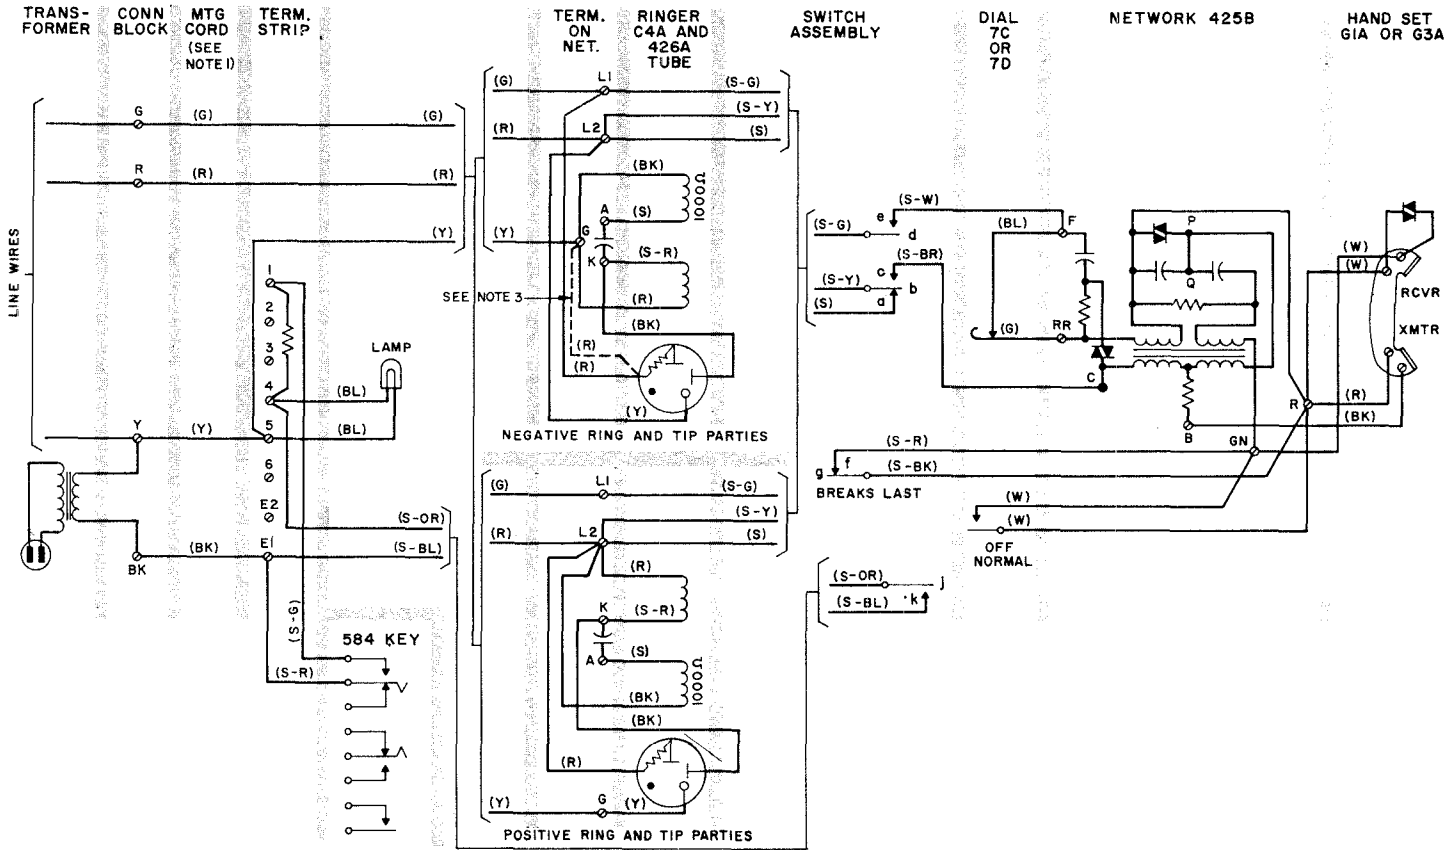 TRANS-
FORMER
CONN
BLOCK
MTG
CORD
(SEE
NOTE 1)
TERM.
STRIP
TERM.
ON
NET.
RINGER
C4A AND
426A
TUBE
SWITCH
ASSEMBLY
DIAL
7C
OR
7D
NETWORK 425B
HAND SET
G1A OR G3A
LINE WIRES
G
(G)
(G)
R
(R)
(R)
(Y)
1
2
3
4
5
6
E2
E1
LAMP
(BL)
(BL)
Y
(Y)
BK
(BK)
(S-OR)
(S-BL)
(S-G)
(S-R)
584 KEY
(G)
L1
(S-G)
(S-Y)
(R)
L2
(S)
(BK)
1000Ω
A
(S)
(Y)
G
K
(S-R)
(R)
SEE NOTE 3
(BK)
(R)
(R)
(Y)
NEGATIVE RING AND TIP PARTIES
(G)
L1
(S-G)
(S-Y)
(R)
L2
(S)
(R)
K
(S-R)
A
(S)
1000Ω
(BK)
(BK)
(R)
(Y)
G
(Y)
POSITIVE RING AND TIP PARTIES
(S-G)
e
(S-W)
d
(S-Y)
c
(S-BR)
b
(S)
a
(S-R)
g
f
(S-BK)
BREAKS LAST
(S-OR)
j
(S-BL)
k
(BL)
F
(G)
RR
C
(W)
(W)
OFF
NORMAL
P
Q
B
GN
R
(W)
(W)
RCVR
XMTR
(R)
(BK)